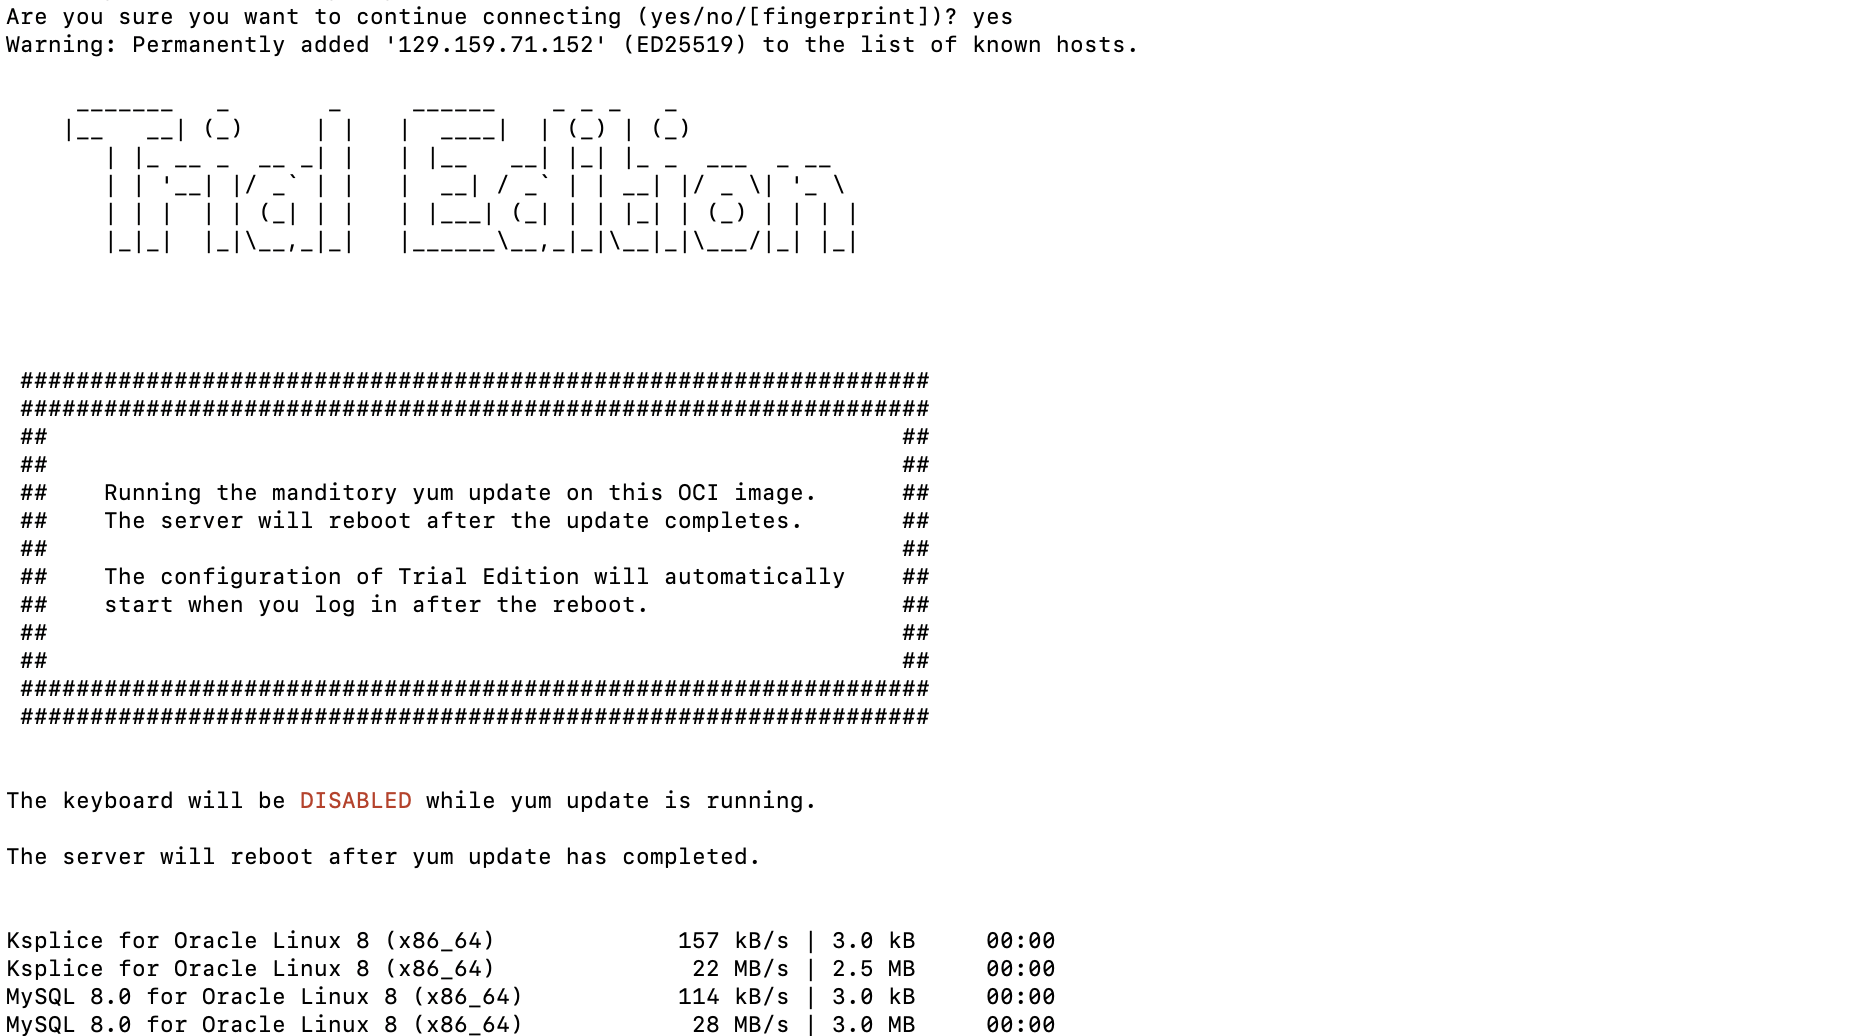 Are you sure you want to continue connecting (yes/no/[fingerprint])? yes
Warning: Permanently added '129.159.71.152' (ED25519) to the list of known hosts.
Trial Edition
#################################################################
#################################################################
## ##
## ##
## Running the manditory yum update on this OCI image. ##
## The server will reboot after the update completes. ##
## ##
## The configuration of Trial Edition will automatically ##
## start when you log in after the reboot. ##
## ##
## ##
#################################################################
#################################################################
The keyboard will be DISABLED while yum update is running.
The server will reboot after yum update has completed.
Ksplice for Oracle Linux 8 (x86_64) 157 kB/s | 3.0 kB 00:00
Ksplice for Oracle Linux 8 (x86_64) 22 MB/s | 2.5 MB 00:00
MySQL 8.0 for Oracle Linux 8 (x86_64) 114 kB/s | 3.0 kB 00:00
MySQL 8.0 for Oracle Linux 8 (x86_64) 28 MB/s | 3.0 MB 00:00